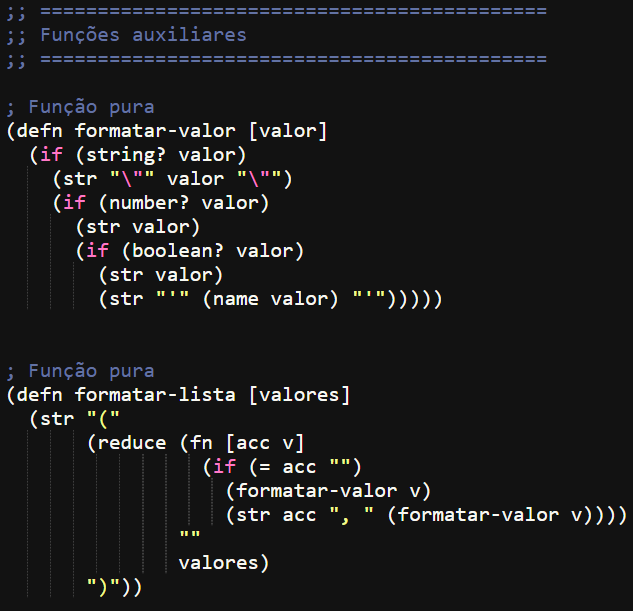 ;; ============================================
;; Funções auxiliares
;; ============================================
; Função pura
(defn formatar-valor [valor]
  (if (string? valor)
    (str "\"" valor "\"")
    (if (number? valor)
      (str valor)
      (if (boolean? valor)
        (str valor)
        (str "'" (name valor) "'")))))
; Função pura
(defn formatar-lista [valores]
  (str "("
       (reduce (fn [acc v]
                 (if (= acc "")
                   (formatar-valor v)
                   (str acc ", " (formatar-valor v))))
               ""
               valores)
       ")"))